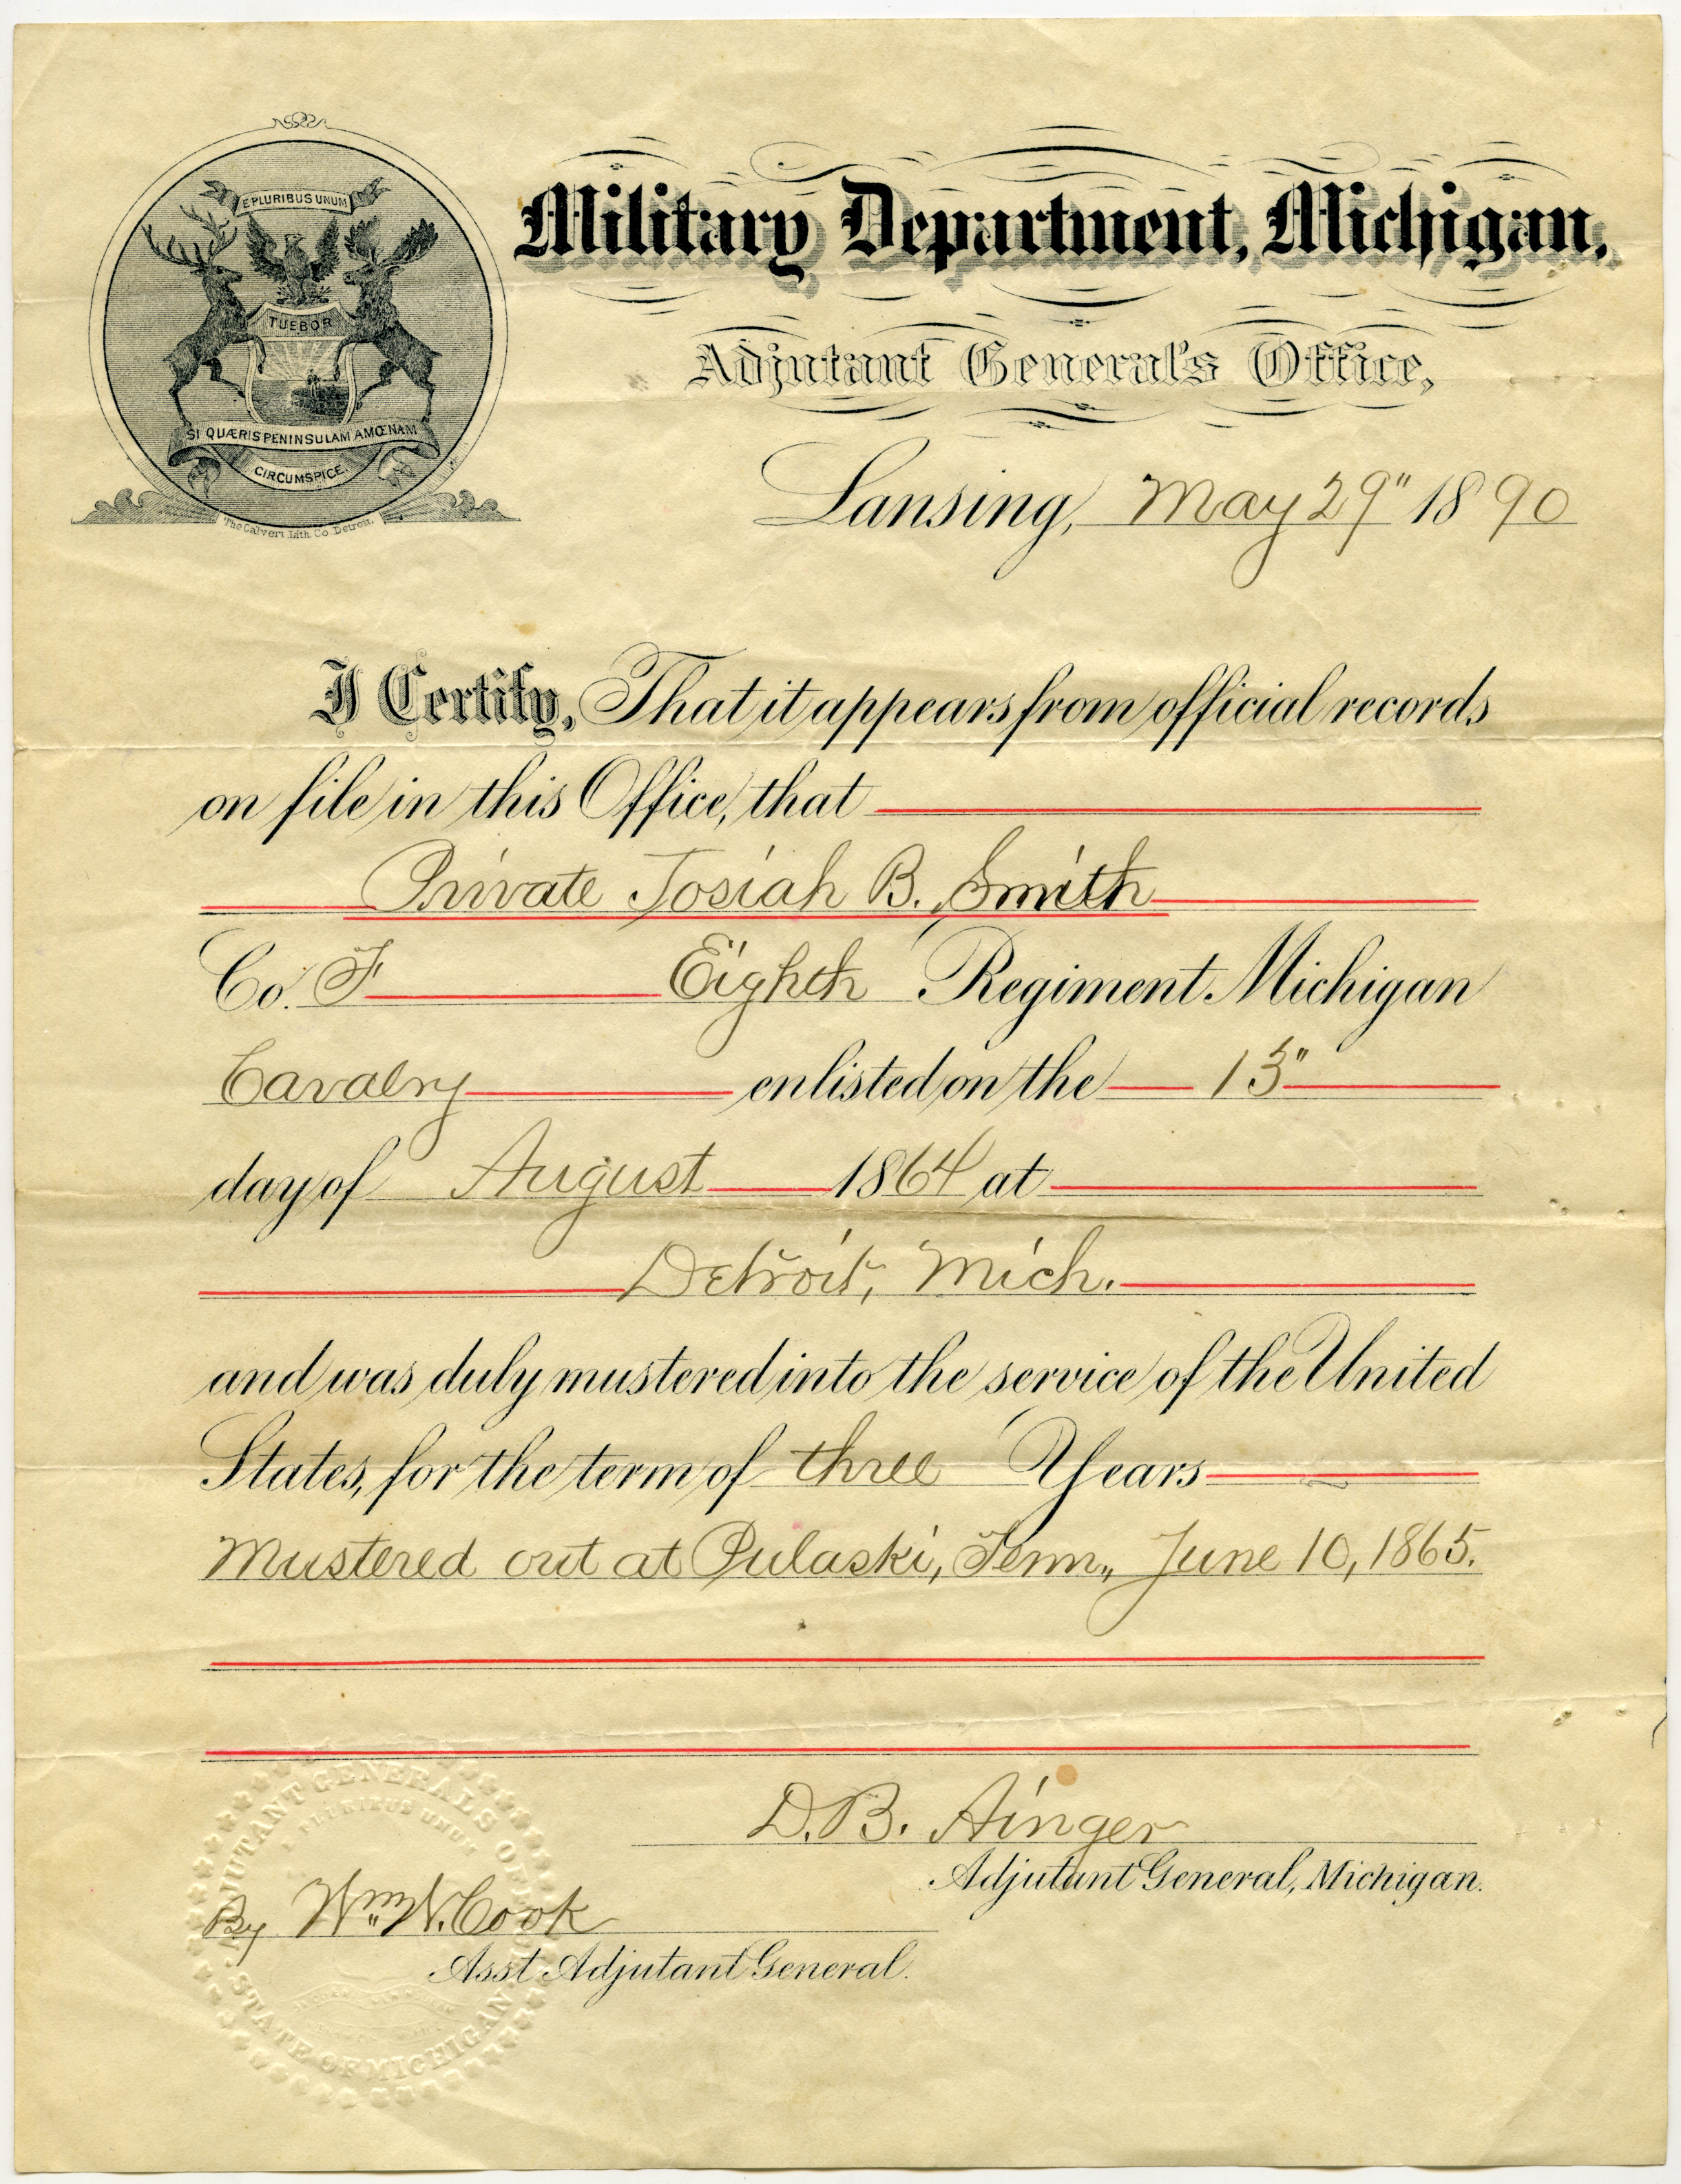 E PLURIBUS UNUM
TUEBOR
SI QUÆRIS PENINSULAM AMŒNAM
CIRCUMSPICE.
The Calvert Lith. Co. Detroit.
Military Department, Michigan.
Adjutant General's Office,
Lansing, May 29" 1890
I Certify, That it appears from official records
on file in this Office, that
Private Josiah B. Smith
Co. F Eighth Regiment Michigan
Cavalry enlisted on the 13"
day of August 1864 at
Detroit, Mich.
and was duly mustered into the service of the United
States, for the term of three Years
Mustered out at Pulaski, Tenn., June 10, 1865.
D. B. Ainger
Adjutant General, Michigan.
By Wm. W. Cook
Asst Adjutant General.
ADJUTANT GENERALS OFFICE
E PLURIBUS UNUM
STATE OF MICHIGAN